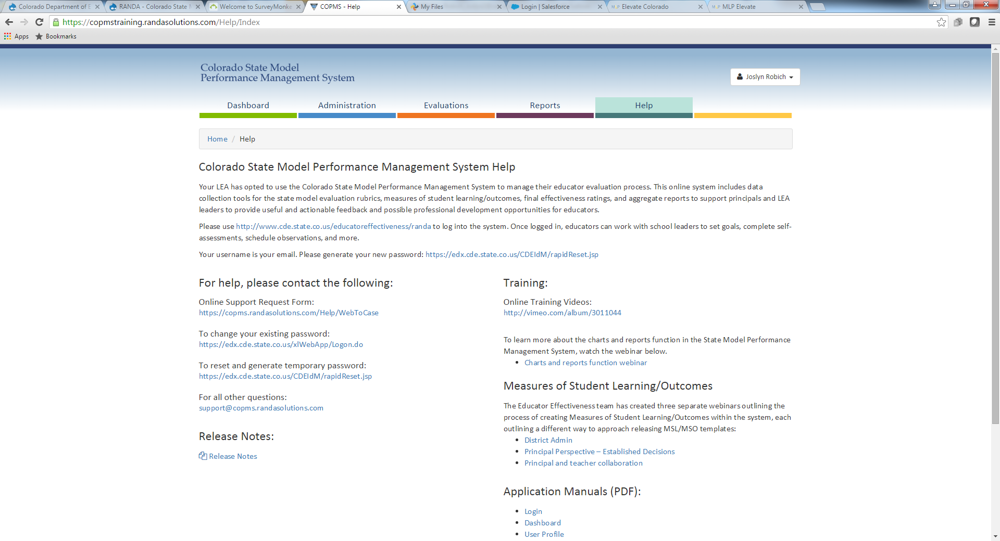 Colorado Department of E
RANDA - Colorado State M
Welcome to SurveyMonke
COPMS - Help
My Files
Login | Salesforce
Elevate Colorado
MLP Elevate
https://copmstraining.randasolutions.com/Help/Index
Apps
Bookmarks
Colorado State Model
Performance Management System
Joslyn Robich
Dashboard
Administration
Evaluations
Reports
Help
Home / Help
Colorado State Model Performance Management System Help
Your LEA has opted to use the Colorado State Model Performance Management System to manage their educator evaluation process. This online system includes data
collection tools for the state model evaluation rubrics, measures of student learning/outcomes, final effectiveness ratings, and aggregate reports to support principals and LEA
leaders to provide useful and actionable feedback and possible professional development opportunities for educators.
Please use http://www.cde.state.co.us/educatoreffectiveness/randa to log into the system. Once logged in, educators can work with school leaders to set goals, complete self-
assessments, schedule observations, and more.
Your username is your email. Please generate your new password: https://edx.cde.state.co.us/CDEIdM/rapidReset.jsp
For help, please contact the following:
Online Support Request Form:
https://copms.randasolutions.com/Help/WebToCase
To change your existing password:
https://edx.cde.state.co.us/xlWebApp/Logon.do
To reset and generate temporary password:
https://edx.cde.state.co.us/CDEIdM/rapidReset.jsp
For all other questions:
support@copms.randasolutions.com
Release Notes:
Release Notes
Training:
Online Training Videos:
http://vimeo.com/album/3011044
To learn more about the charts and reports function in the State Model Performance
Management System, watch the webinar below.
• Charts and reports function webinar
Measures of Student Learning/Outcomes
The Educator Effectiveness team has created three separate webinars outlining the
process of creating Measures of Student Learning/Outcomes within the system, each
outlining a different way to approach releasing MSL/MSO templates:
• District Admin
• Principal Perspective – Established Decisions
• Principal and teacher collaboration
Application Manuals (PDF):
• Login
• Dashboard
• User Profile